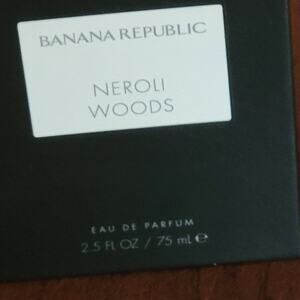 BANANA REPUBLIC
NEROLI
WOODS
EAU DE PARFUM
2.5 FL OZ / 75 mL ℮